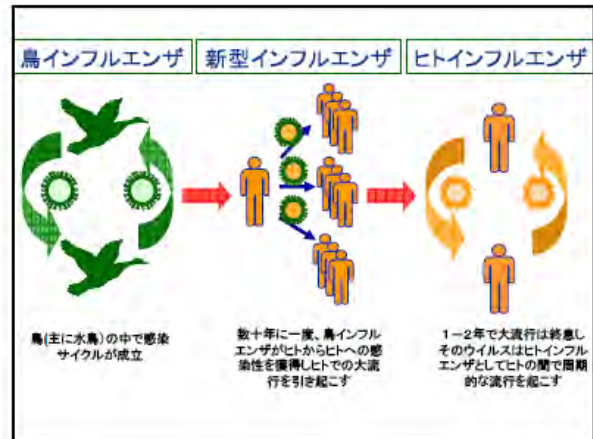 鳥インフルエンザ
新型インフルエンザ
ヒトインフルエンザ
鳥(主に水鳥)の中で感染
サイクルが成立
数十年に一度、鳥インフル
エンザがヒトからヒトへの感
染性を獲得しヒトでの大流
行を引き起こす
1-2年で大流行は終息し
そのウイルスはヒトインフル
エンザとしてヒトの間で周期
的な流行を起こす